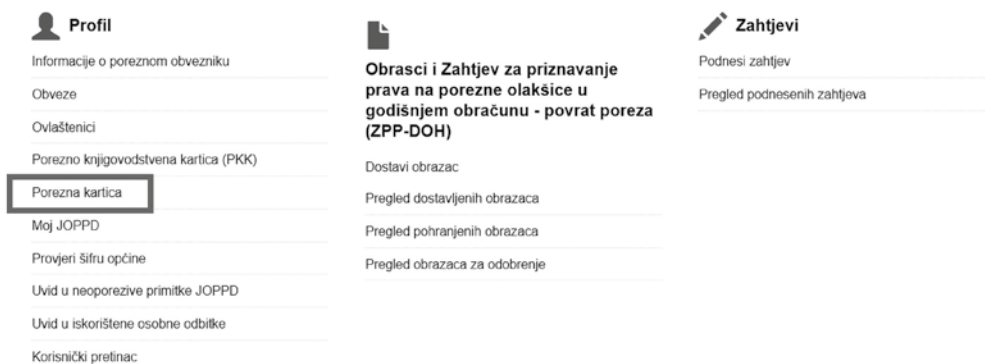 Profil
Informacije o poreznom obvezniku
Obveze
Ovlaštenici
Porezno knjigovodstvena kartica (PKK)
Porezna kartica
Moj JOPPD
Provjeri šifru općine
Uvid u neoporezive primitke JOPPD
Uvid u iskorištene osobne odbitke
Korisnički pretinac
Obrasci i Zahtjev za priznavanje
prava na porezne olakšice u
godišnjem obračunu - povrat poreza
(ZPP-DOH)
Dostavi obrazac
Pregled dostavljenih obrazaca
Pregled pohranjenih obrazaca
Pregled obrazaca za odobrenje
Zahtjevi
Podnesi zahtjev
Pregled podnesenih zahtjeva